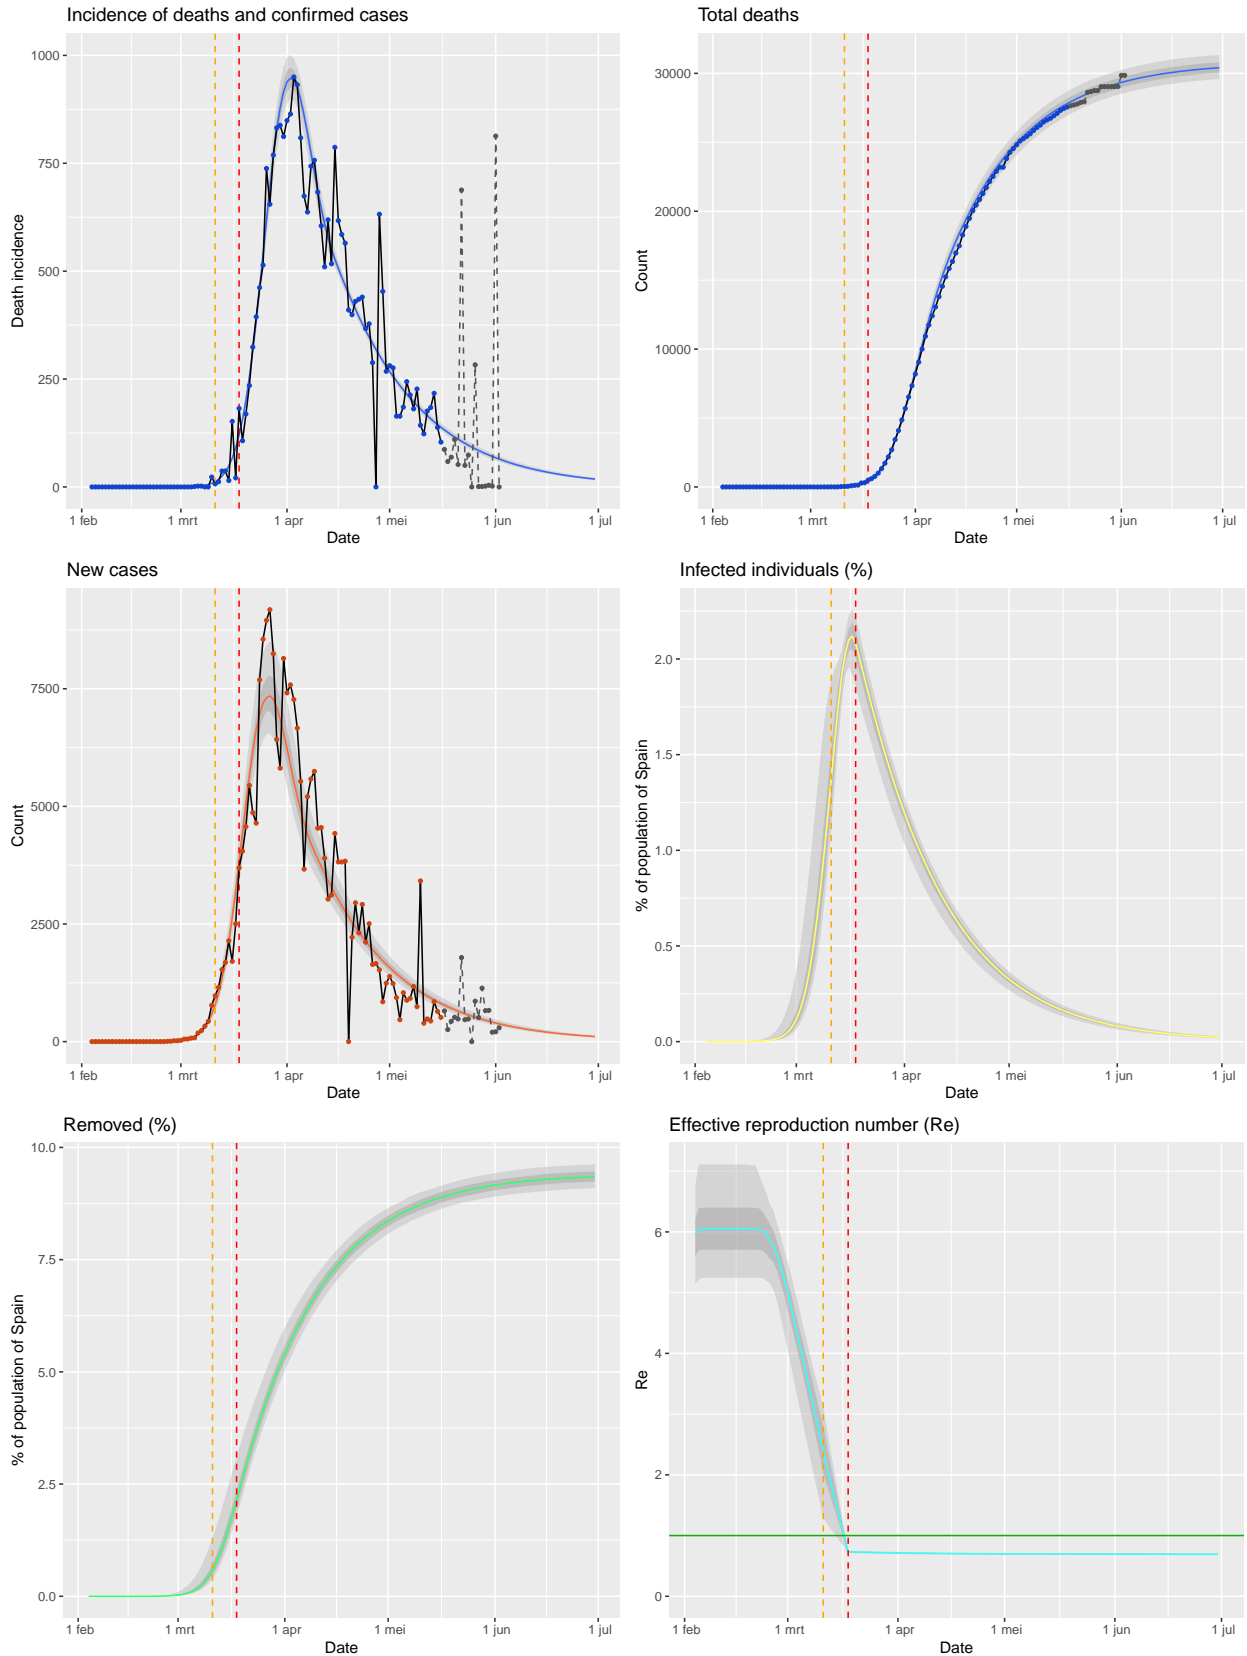 Incidence of deaths and confirmed cases
Death incidence
1000
750
500
250
0
1 feb 1 mrt 1 apr 1 mei 1 jun 1 jul
Date
Total deaths
Count
30000
20000
10000
0
1 feb 1 mrt 1 apr 1 mei 1 jun 1 jul
Date
New cases
Count
7500
5000
2500
0
1 feb 1 mrt 1 apr 1 mei 1 jun 1 jul
Date
Infected individuals (%)
% of population of Spain
2.0
1.5
1.0
0.5
0.0
1 feb 1 mrt 1 apr 1 mei 1 jun 1 jul
Date
Removed (%)
% of population of Spain
10.0
7.5
5.0
2.5
0.0
1 feb 1 mrt 1 apr 1 mei 1 jun 1 jul
Date
Effective reproduction number (Re)
Re
6
4
2
0
1 feb 1 mrt 1 apr 1 mei 1 jun 1 jul
Date